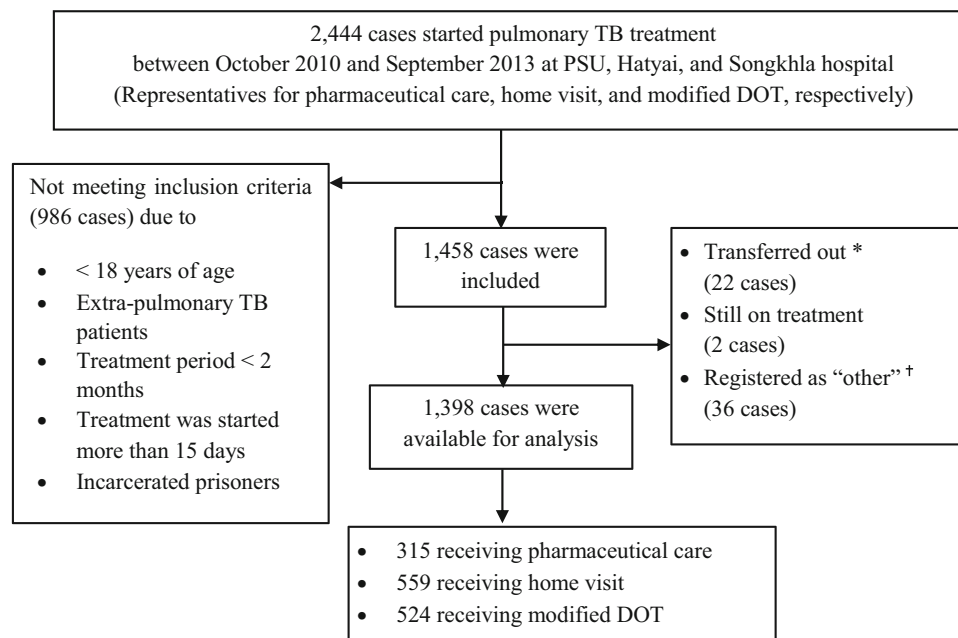 2,444 cases started pulmonary TB treatment
between October 2010 and September 2013 at PSU, Hatyai, and Songkhla hospital
(Representatives for pharmaceutical care, home visit, and modified DOT, respectively)
Not meeting inclusion criteria
(986 cases) due to
• < 18 years of age
• Extra-pulmonary TB
patients
• Treatment period < 2
months
• Treatment was started
more than 15 days
• Incarcerated prisoners
1,458 cases were
included
• Transferred out *
(22 cases)
• Still on treatment
(2 cases)
• Registered as “other” †
(36 cases)
1,398 cases were
available for analysis
• 315 receiving pharmaceutical care
• 559 receiving home visit
• 524 receiving modified DOT